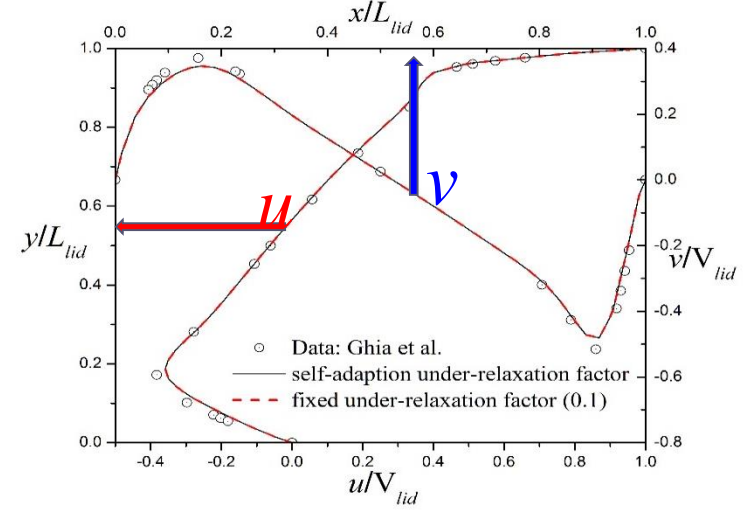 x/L_lid
0.0 0.2 0.4 0.6 0.8 1.0
1.0 0.4
0.8 0.2
0.6 0.0
0.4 -0.2
0.2 -0.4
0.0 -0.6
-0.8
y/L_lid
v/V_lid
u
v
Data: Ghia et al.
self-adaption under-relaxation factor
fixed under-relaxation factor (0.1)
-0.4 -0.2 0.0 0.2 0.4 0.6 0.8 1.0
u/V_lid